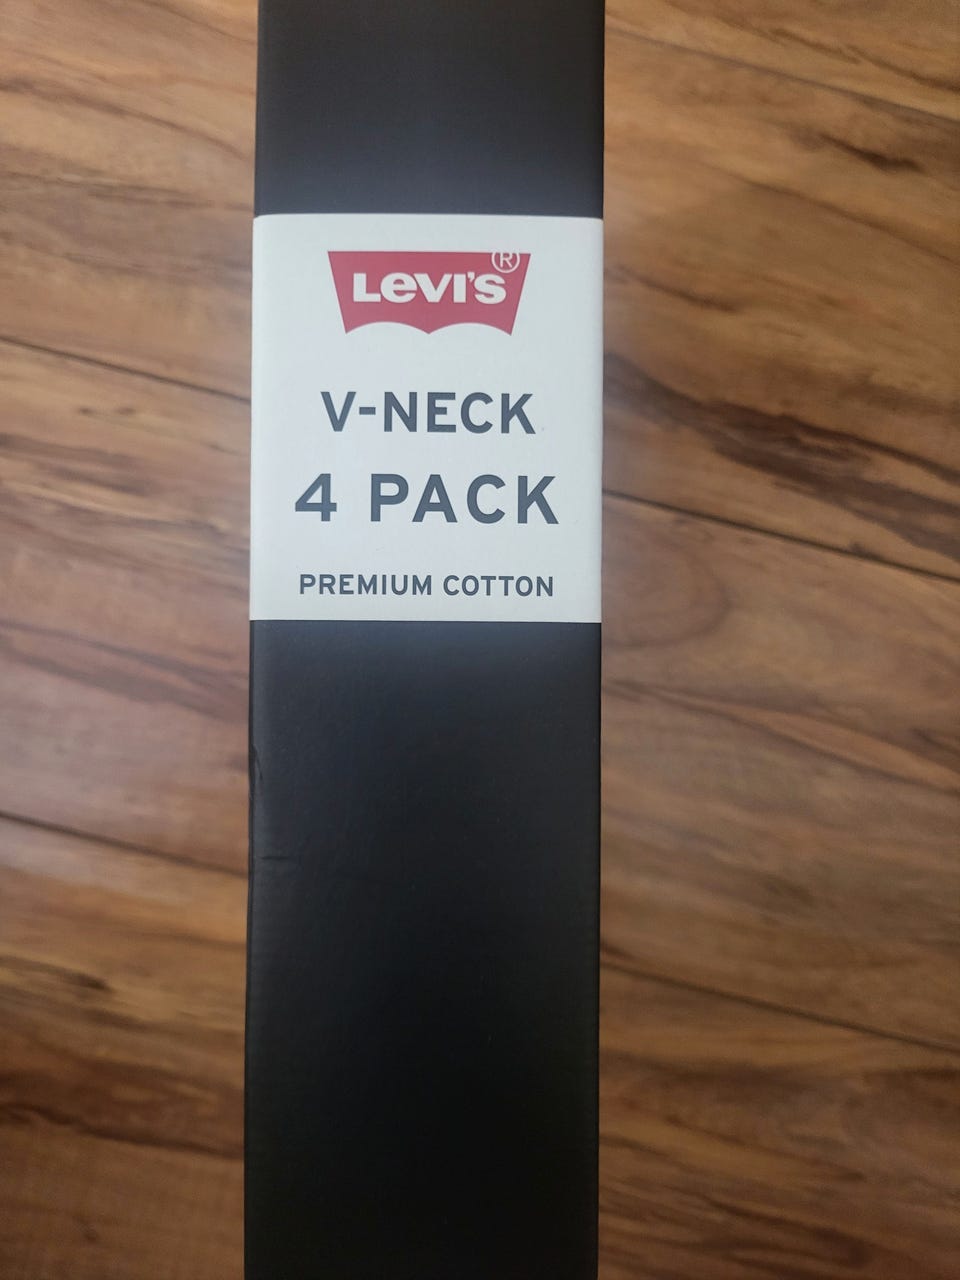 Levi's ®
V-NECK
4 PACK
PREMIUM COTTON